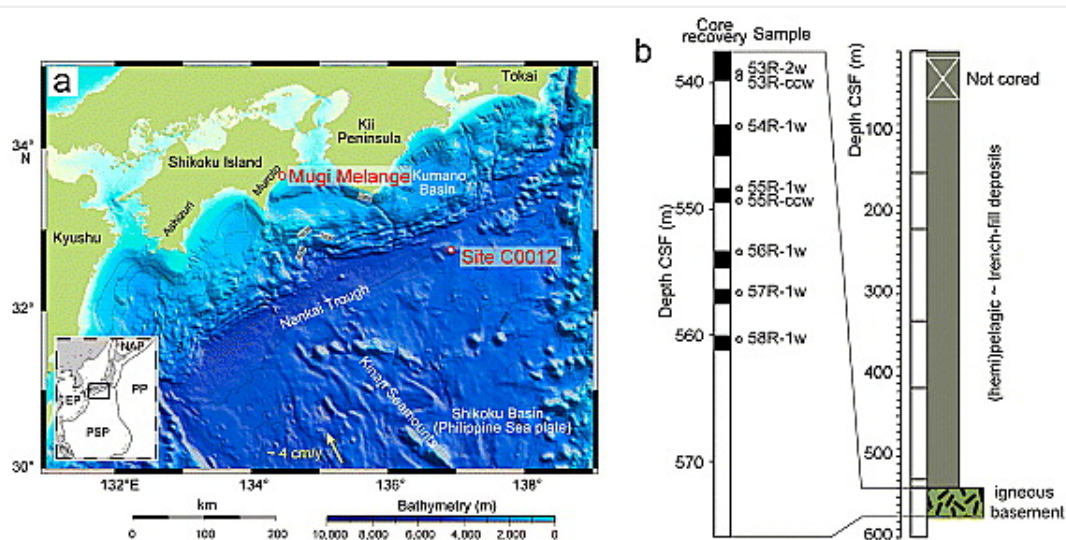 a
34°
N
32°
30°
132°E
134°
136°
138°
Tokai
Kii
Peninsula
Shikoku Island
Muroto
Mugi Melange
Kumano
Basin
Ashizuri
Kyushu
Site C0012
Nankai Trough
Kinan Seamounts
Shikoku Basin
(Philippine Sea plate)
~ 4 cm/y
NAP
EP
PP
PSP
km
0 100 200
Bathymetry (m)
10,000 8,000 6,000 4,000 2,000 0
b
Core
recovery
Sample
540
550
560
570
Depth CSF (m)
53R-2w
53R-ccw
54R-1w
55R-1w
55R-ccw
56R-1w
57R-1w
58R-1w
Depth CSF (m)
100
200
300
400
500
600
Not cored
(hemi)pelagic ~ trench-fill deposits
igneous
basement